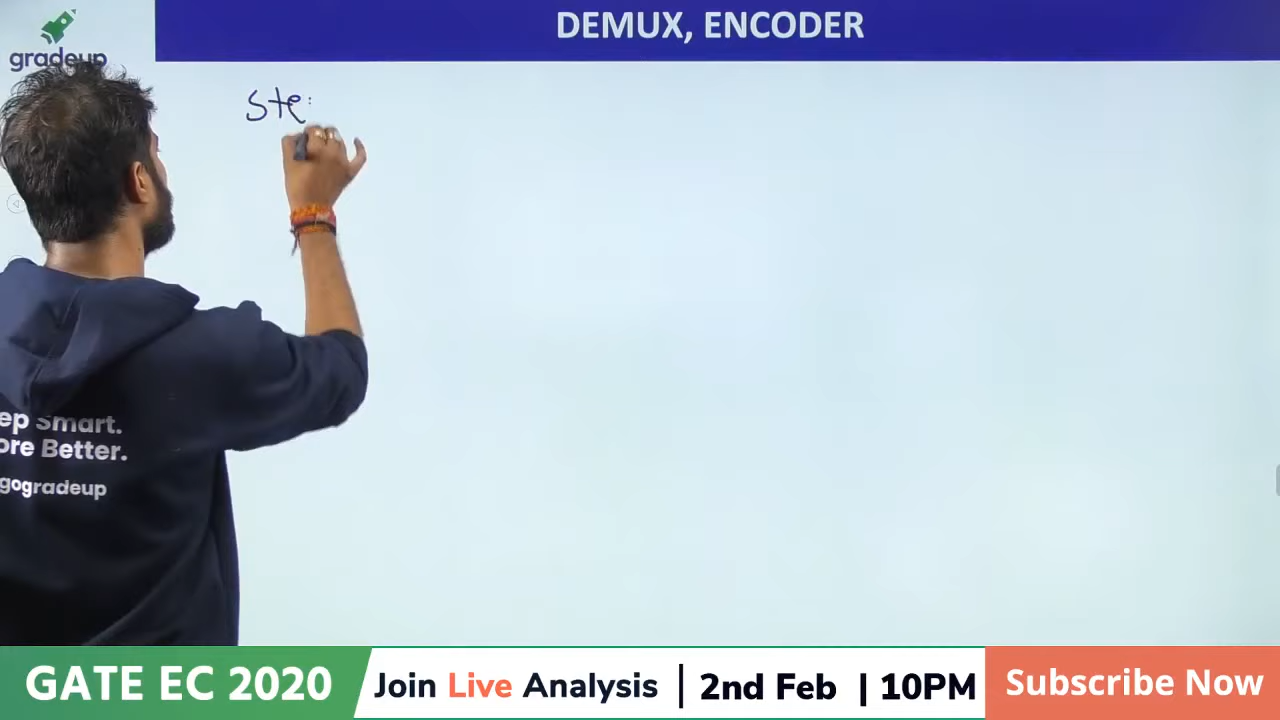 DEMUX, ENCODER
gradeup
Ste
ep Smart.
ore Better.
gogradeup
GATE EC 2020
Join Live Analysis | 2nd Feb | 10PM
Subscribe Now